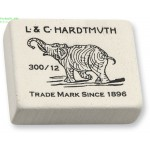 L & C · HARDTMUTH
300/12
TRADE MARK SINCE 1896